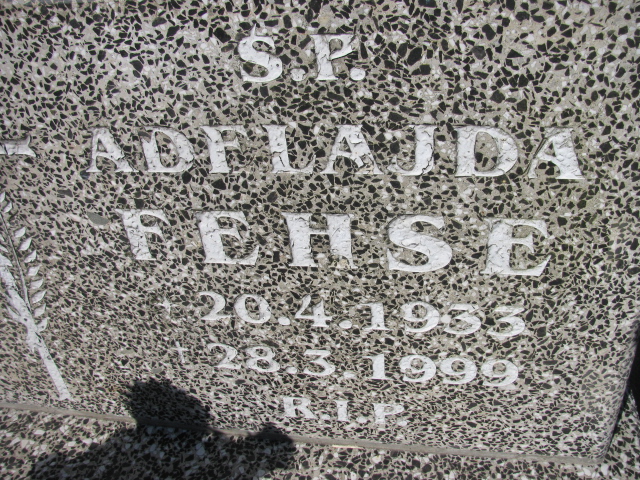 S.P.
ADELAJDA
FEHSE
* 20.4.1933
† 28.3.1999
R.I.P.